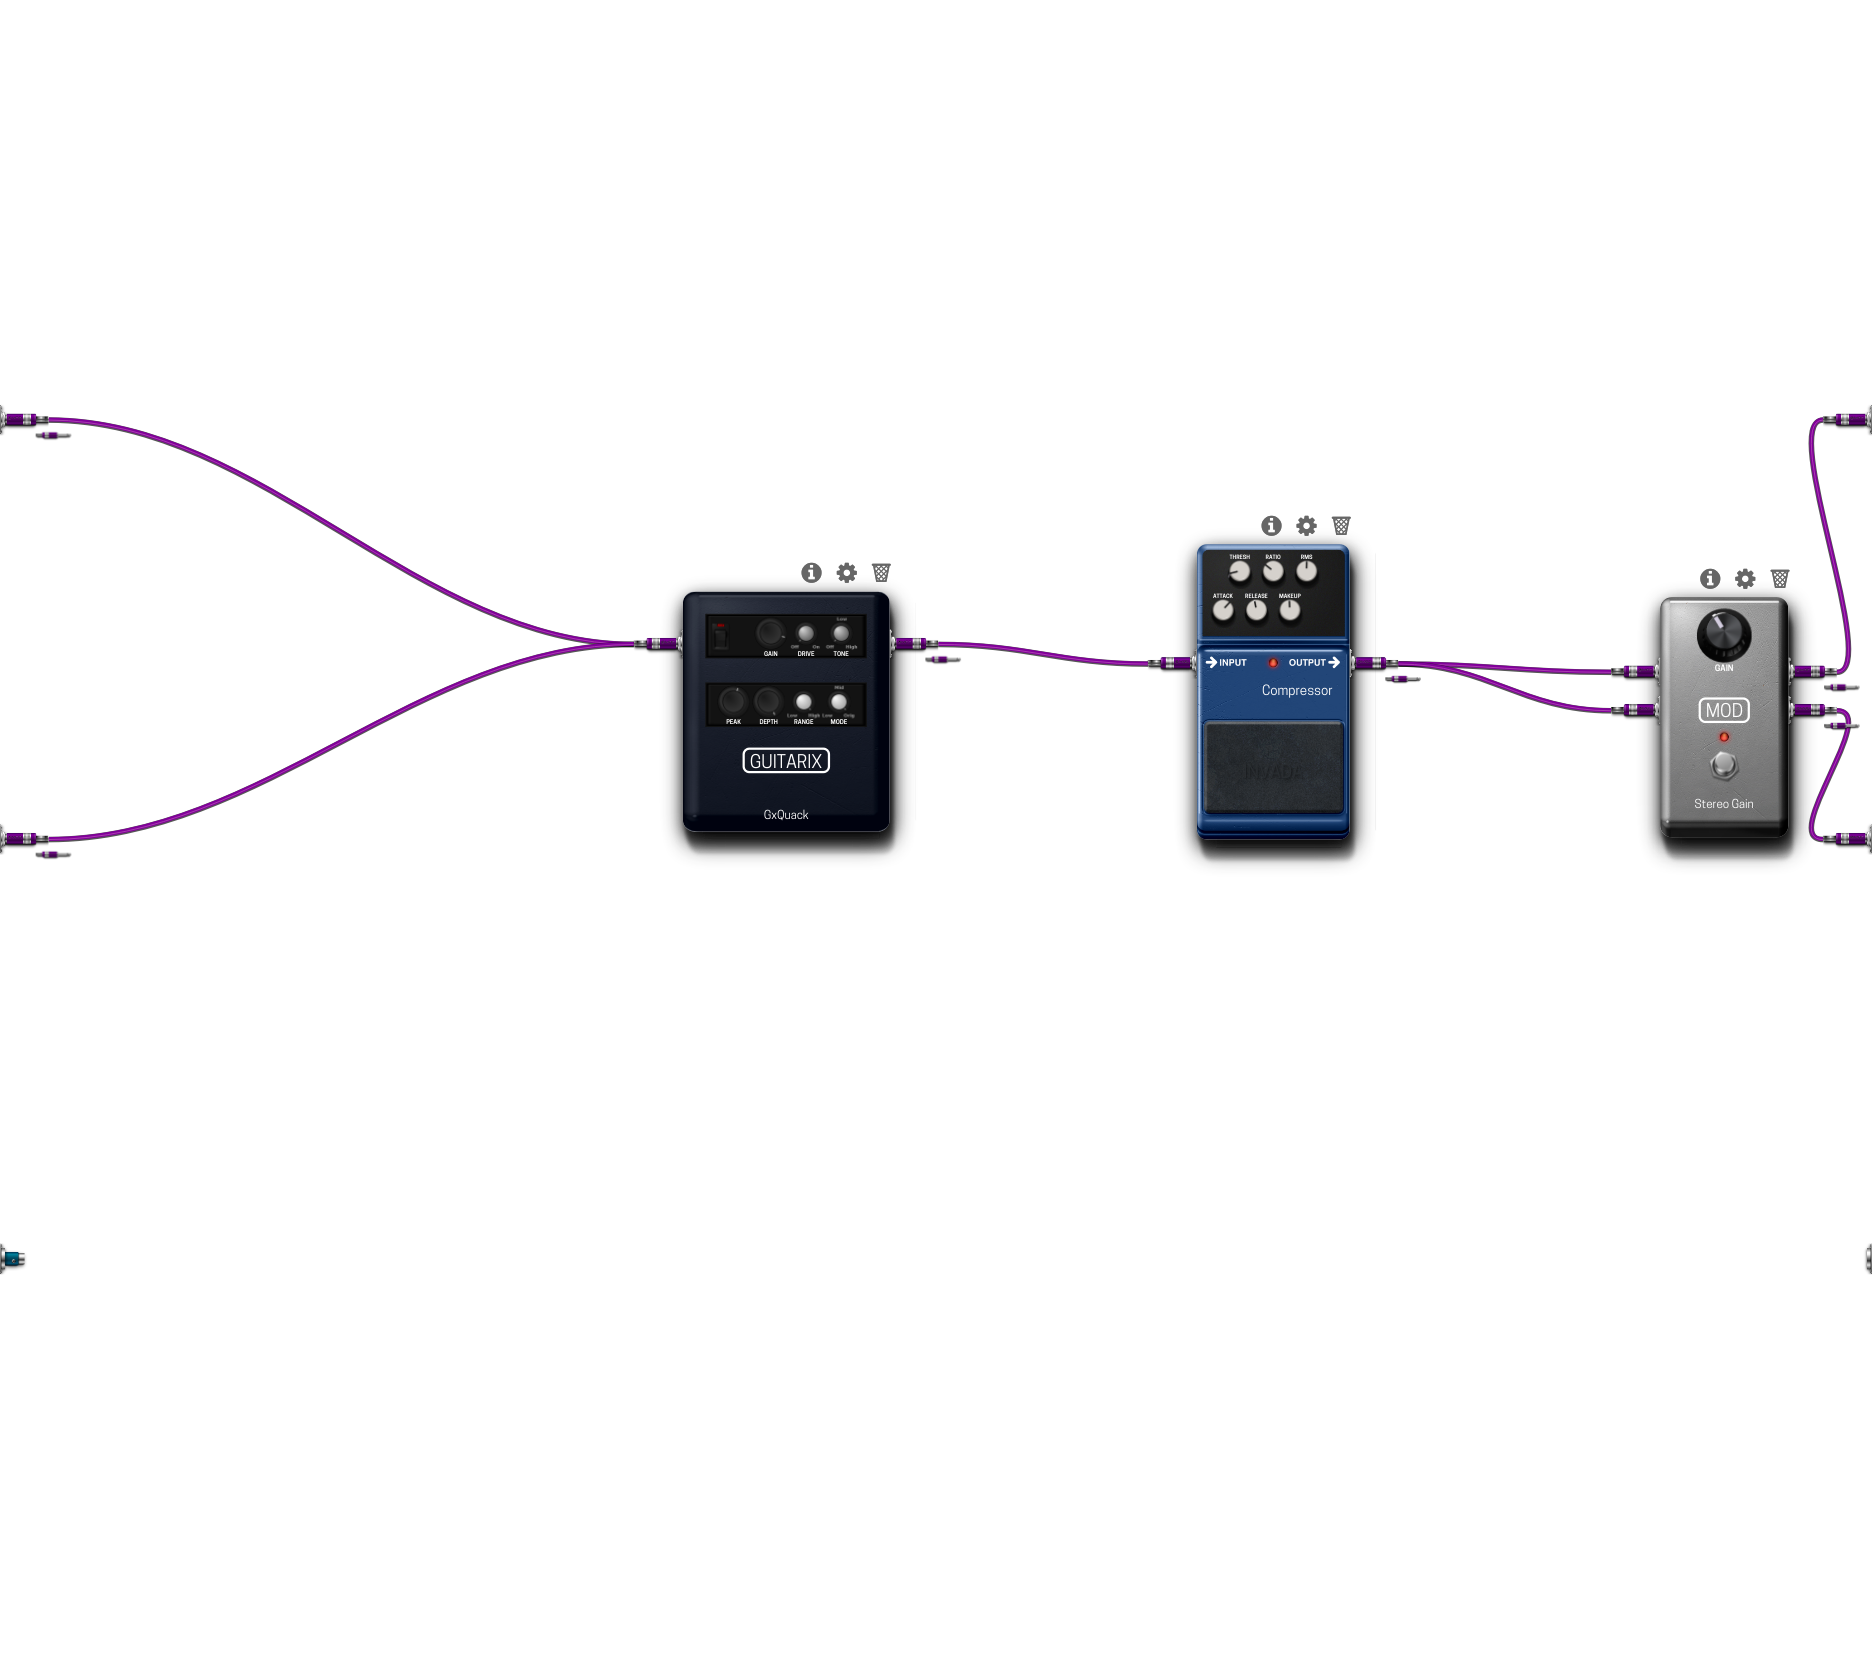 GAIN DRIVE TONE
Low
Off On Off High
PEAK DEPTH RANGE MODE
Mid
Low High Low Orig
GUITARIX
GxQuack
THRESH RATIO RMS
ATTACK RELEASE MAKEUP
INPUT OUTPUT
Compressor
INVADA
GAIN
MOD
Stereo Gain